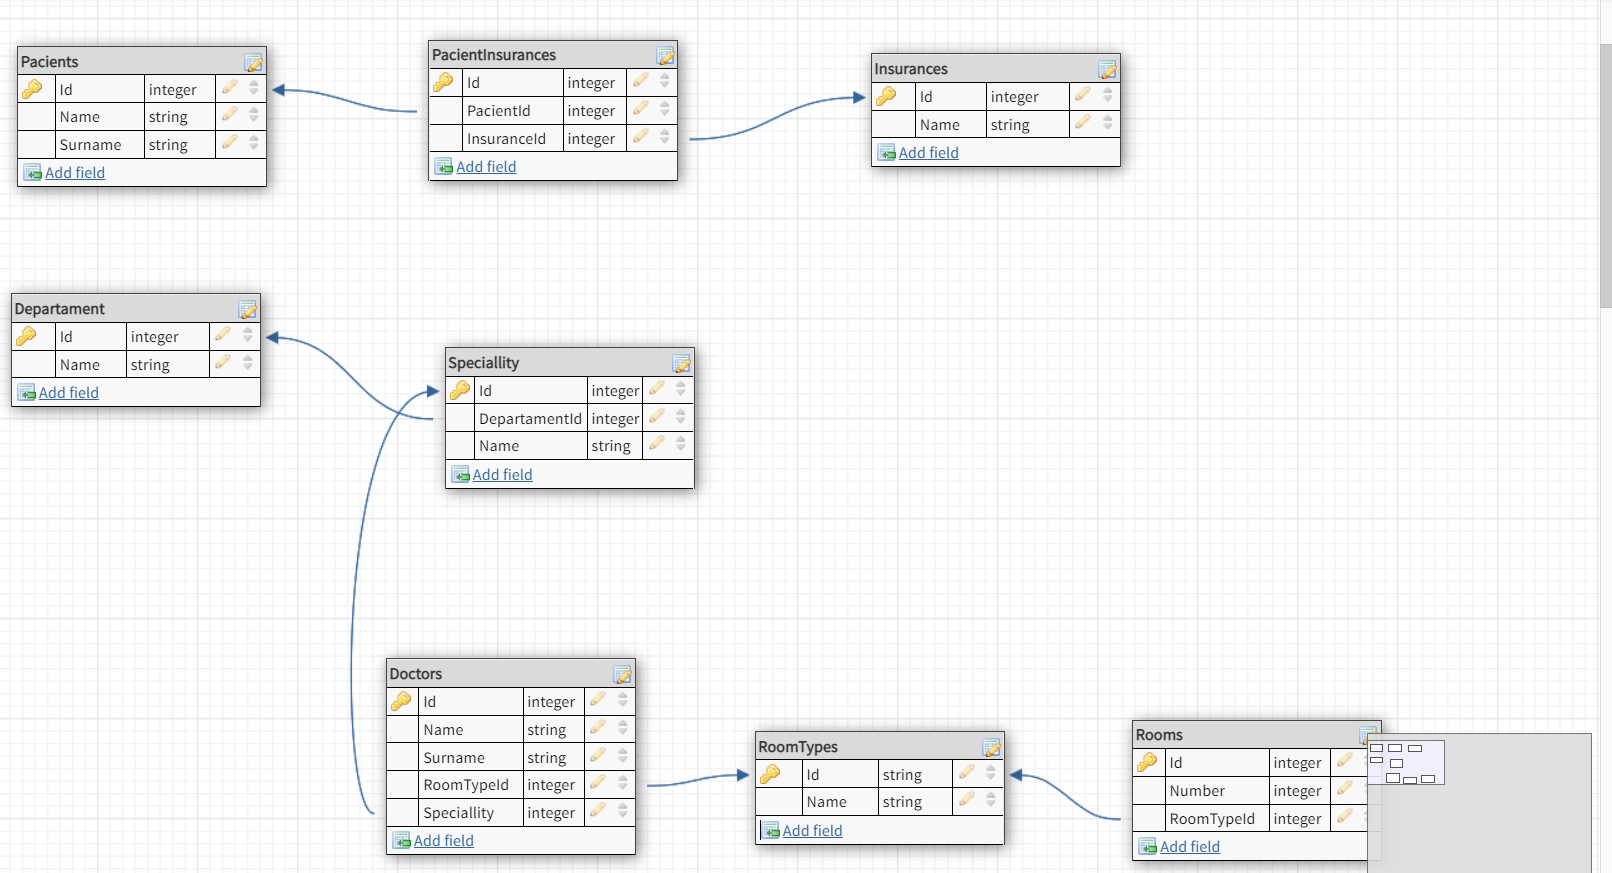 Pacients
Id integer
Name string
Surname string
Add field
PacientInsurances
Id integer
PacientId integer
InsuranceId integer
Add field
Insurances
Id integer
Name string
Add field
Departament
Id integer
Name string
Add field
Speciallity
Id integer
DepartamentId integer
Name string
Add field
Doctors
Id integer
Name string
Surname string
RoomTypeId integer
Speciallity integer
Add field
RoomTypes
Id string
Name string
Add field
Rooms
Id integer
Number integer
RoomTypeId integer
Add field